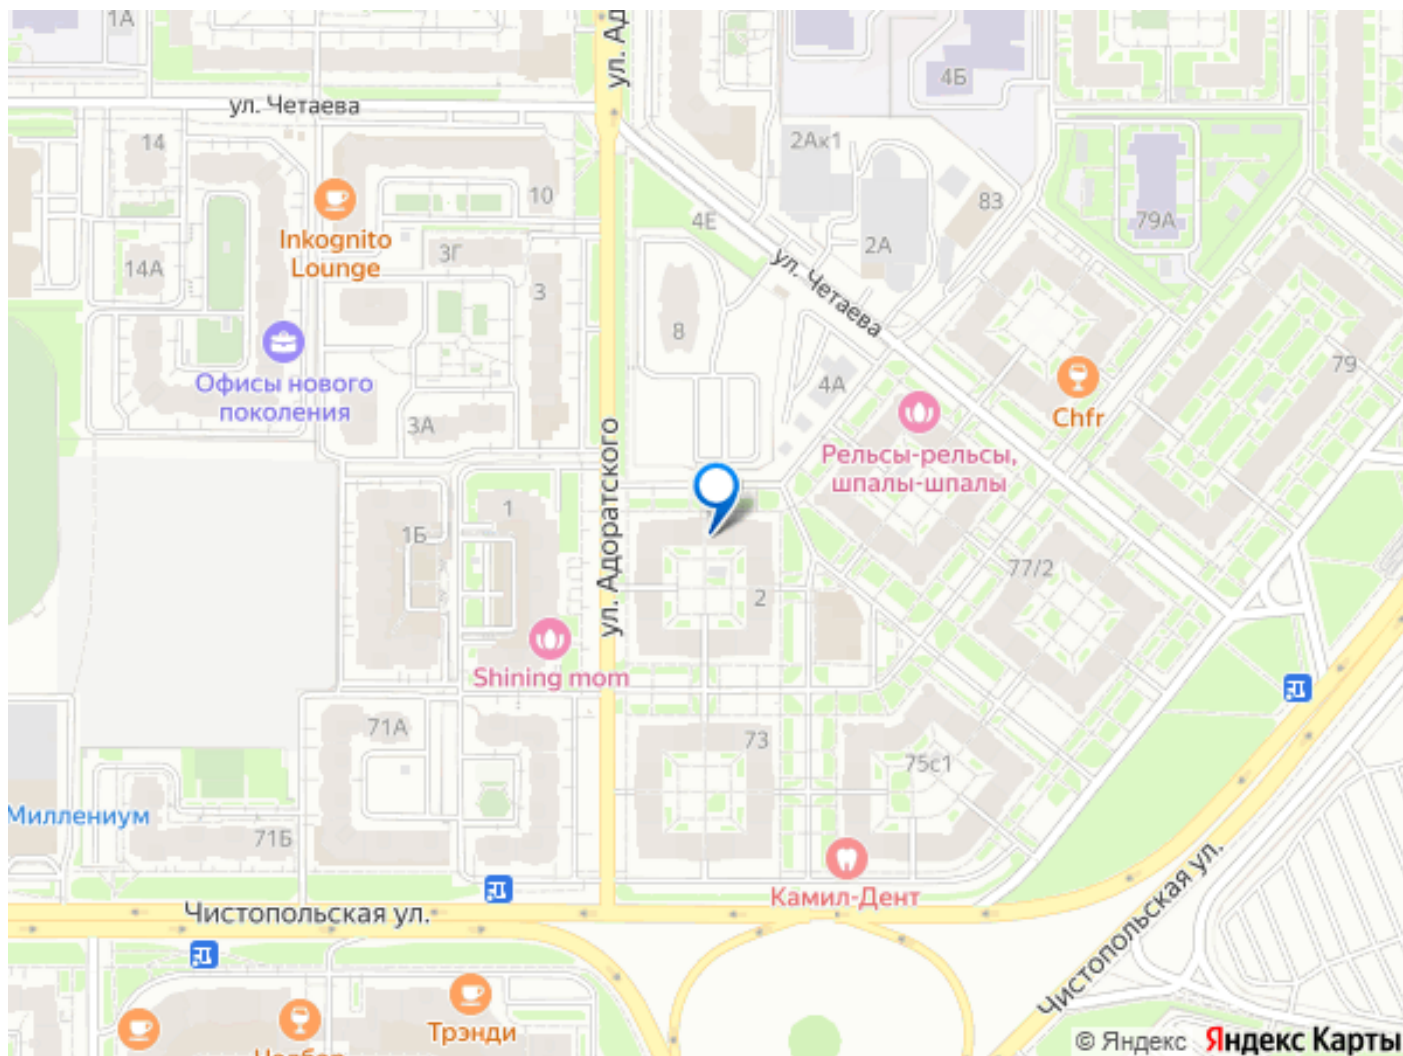 1А
ул. Ад
4Б
ул. Четаева
14
2Ак1
10
83
79А
4Е
Inkognito
Lounge
3Г
2А
14А
ул. Четаева
3
8
79
Офисы нового
поколения
4А
Chfr
3А
Рельсы-рельсы,
шпалы-шпалы
ул. Адоратского
1
1Б
77/2
2
Shining mom
71А
73
75с1
Миллениум
71Б
Камил-Дент
Чистопольская ул.
Чистопольская ул.
Трэнди
© Яндекс Яндекс Карты